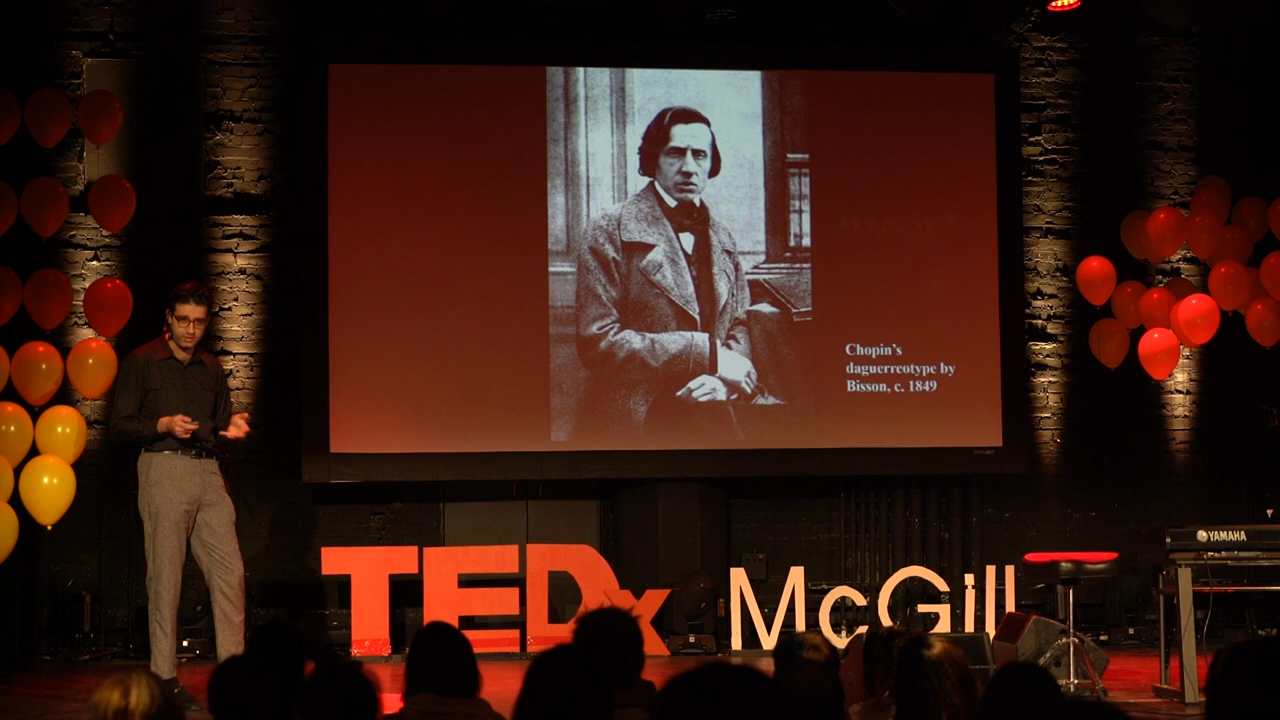 Chopin's
daguerreotype by
Bisson, c. 1849
TEDx McGill
YAMAHA